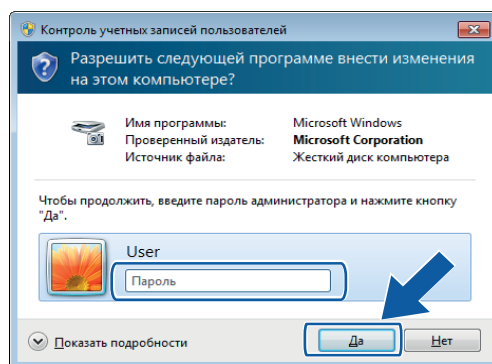 Контроль учетных записей пользователей
Разрешить следующей программе внести изменения
на этом компьютере?
Имя программы: Microsoft Windows
Проверенный издатель: Microsoft Corporation
Источник файла: Жесткий диск компьютера
Чтобы продолжить, введите пароль администратора и нажмите кнопку
"Да".
User
Пароль
Показать подробности Да Нет